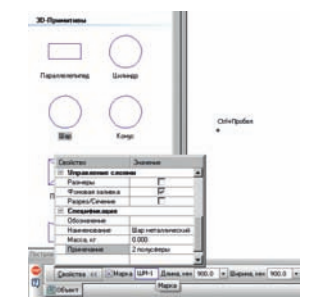 3D-Примитивы
Параллелепипед Цилиндр
Ctrl+Пробел
Шар Конус
Свойство Значение
Управление слоями
Размеры
Фоновая заливка
Разрез/Сечение
Спецификация
Обозначение
Наименование Шар металлический
Масса, кг 0.000
Примечание 2 полусферы
Свойства << Марка ШМ-1 Длина, мм 900.0 Ширина, мм 900.0
Объект Марка